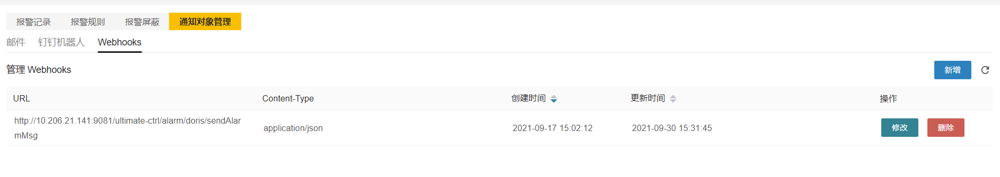 报警记录 报警规则 报警屏蔽 通知对象管理
邮件 钉钉机器人 Webhooks
管理 Webhooks 新增
URL Content-Type 创建时间 更新时间 操作
http://10.206.21.141:9081/ultimate-ctrl/alarm/doris/sendAlar
mMsg
application/json 2021-09-17 15:02:12 2021-09-30 15:31:45 修改 删除